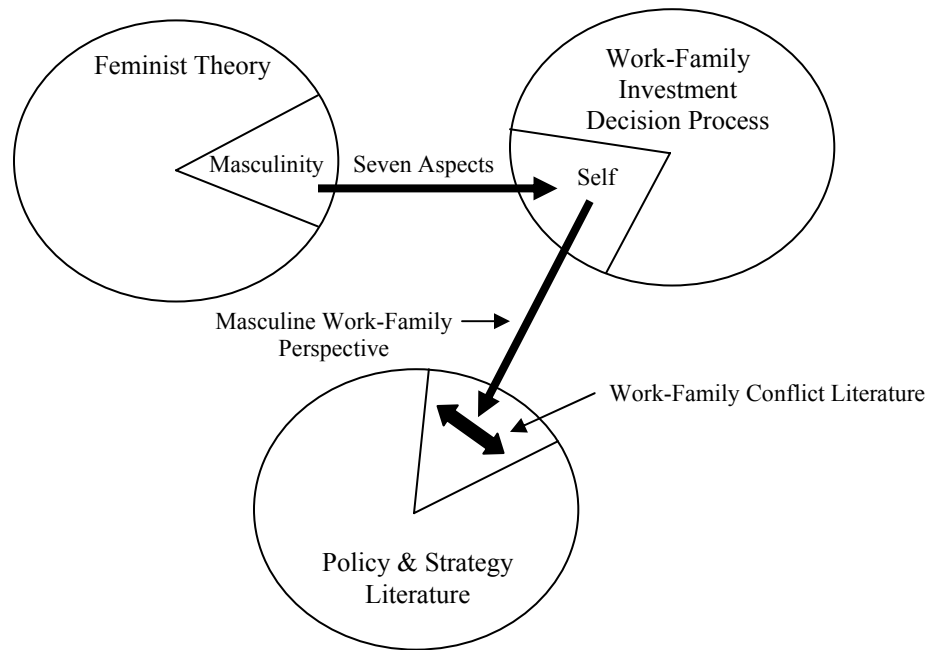 Feminist Theory
Masculinity
Seven Aspects
Work-Family
Investment
Decision Process
Self
Masculine Work-Family
Perspective
Work-Family Conflict Literature
Policy & Strategy
Literature